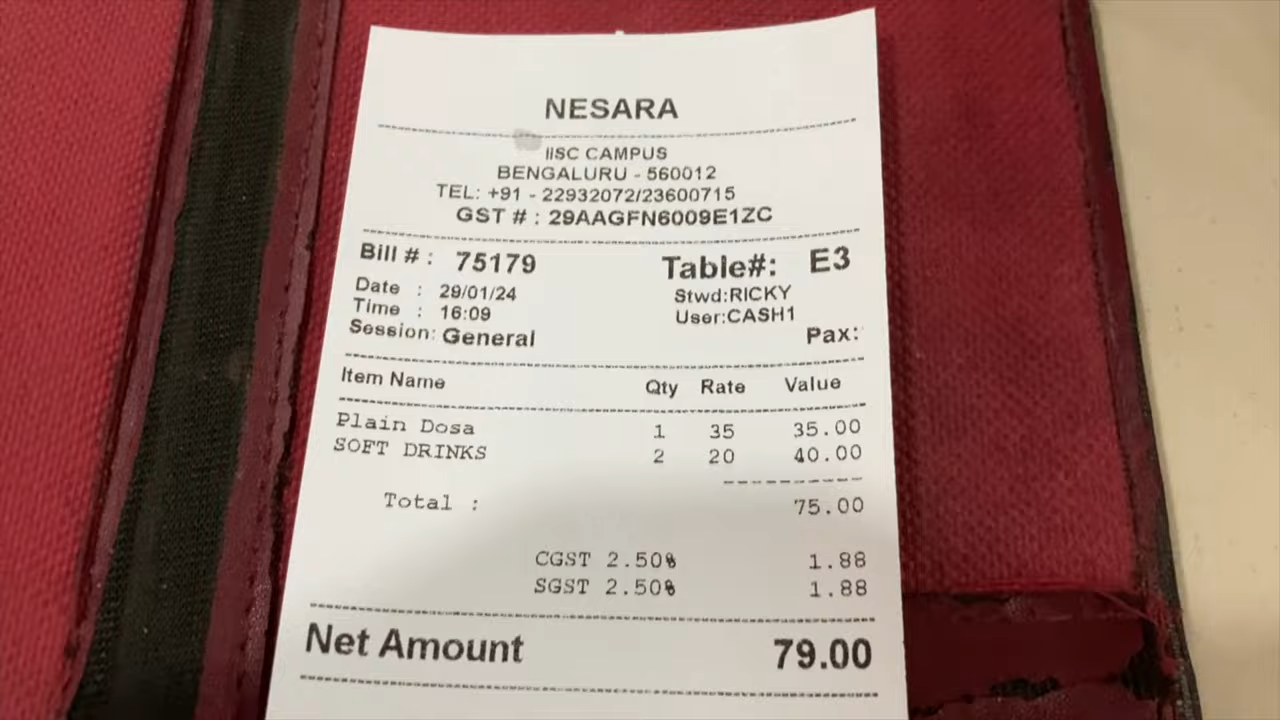 NESARA
IISC CAMPUS
BENGALURU - 560012
TEL: +91 - 22932072/23600715
GST # : 29AAGFN6009E1ZC
Bill # : 75179 Table#: E3
Date : 29/01/24 Stwd:RICKY
Time : 16:09 User:CASH1
Session: General Pax:
Item Name Qty Rate Value
Plain Dosa 1 35 35.00
SOFT DRINKS 2 20 40.00
Total : 75.00
CGST 2.50% 1.88
SGST 2.50% 1.88
Net Amount 79.00